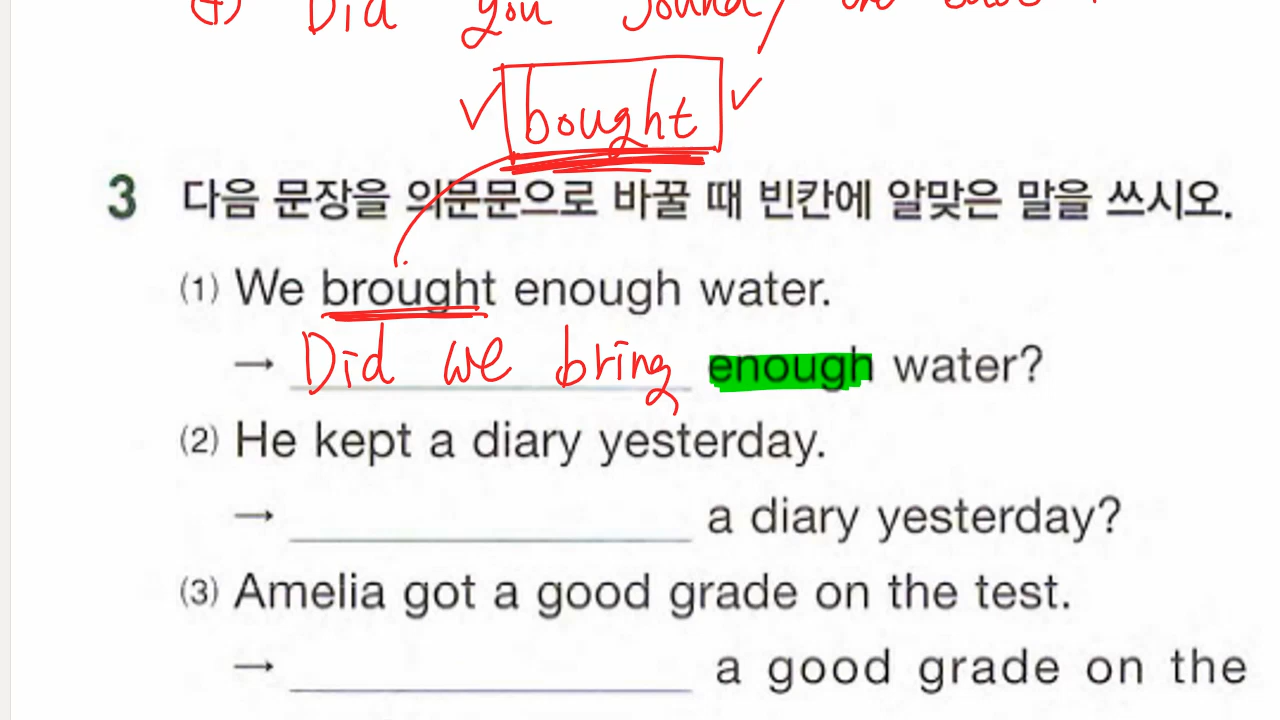 Did you
bought
3 다음 문장을 의문문으로 바꿀 때 빈칸에 알맞은 말을 쓰시오.
(1) We brought enough water.
→ Did we bring enough water?
(2) He kept a diary yesterday.
→ a diary yesterday?
(3) Amelia got a good grade on the test.
→ a good grade on the